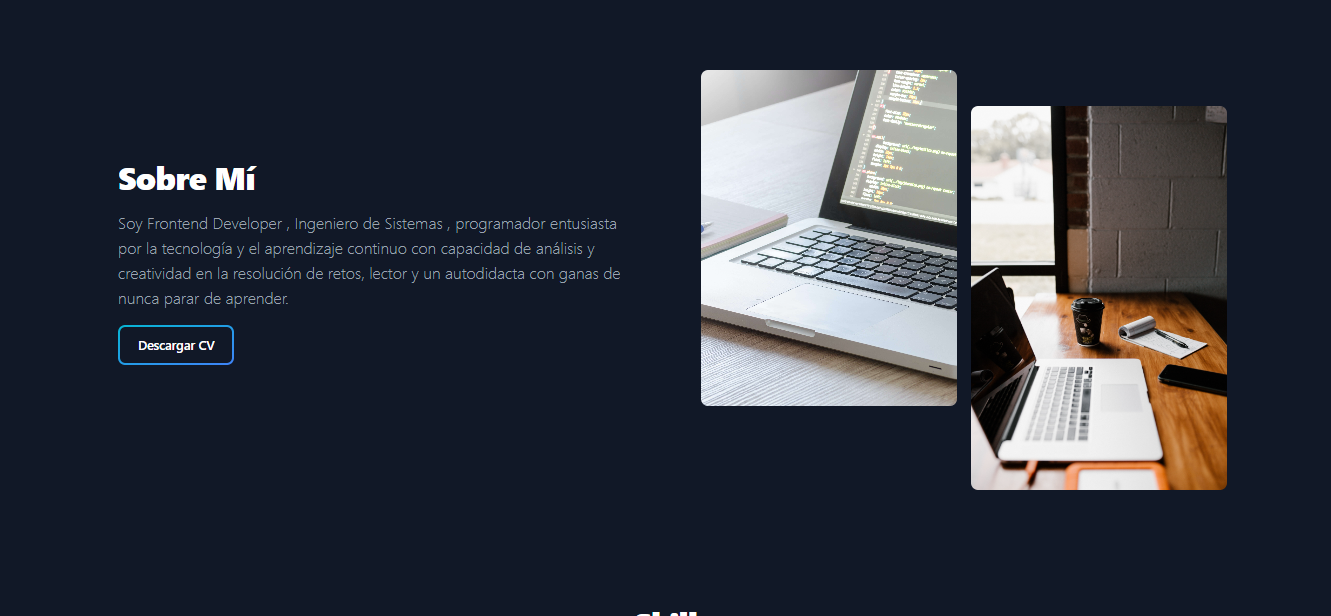 Sobre Mí
Soy Frontend Developer , Ingeniero de Sistemas , programador entusiasta
por la tecnología y el aprendizaje continuo con capacidad de análisis y
creatividad en la resolución de retos, lector y un autodidacta con ganas de
nunca parar de aprender.
Descargar CV